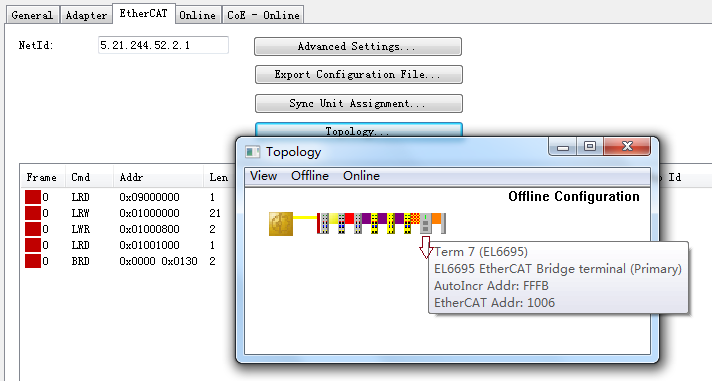 General Adapter EtherCAT Online CoE - Online
NetId: 5.21.244.52.2.1
Advanced Settings...
Export Configuration File...
Sync Unit Assignment...
Topology...
Topology
View Offline Online
Offline Configuration
Term 7 (EL6695)
EL6695 EtherCAT Bridge terminal (Primary)
AutoIncr Addr: FFFB
EtherCAT Addr: 1006
Frame Cmd Addr Len Id
0 LRD 0x09000000 1
0 LRW 0x01000000 21
0 LWR 0x01000800 2
0 LRD 0x01001000 1
0 BRD 0x0000 0x0130 2